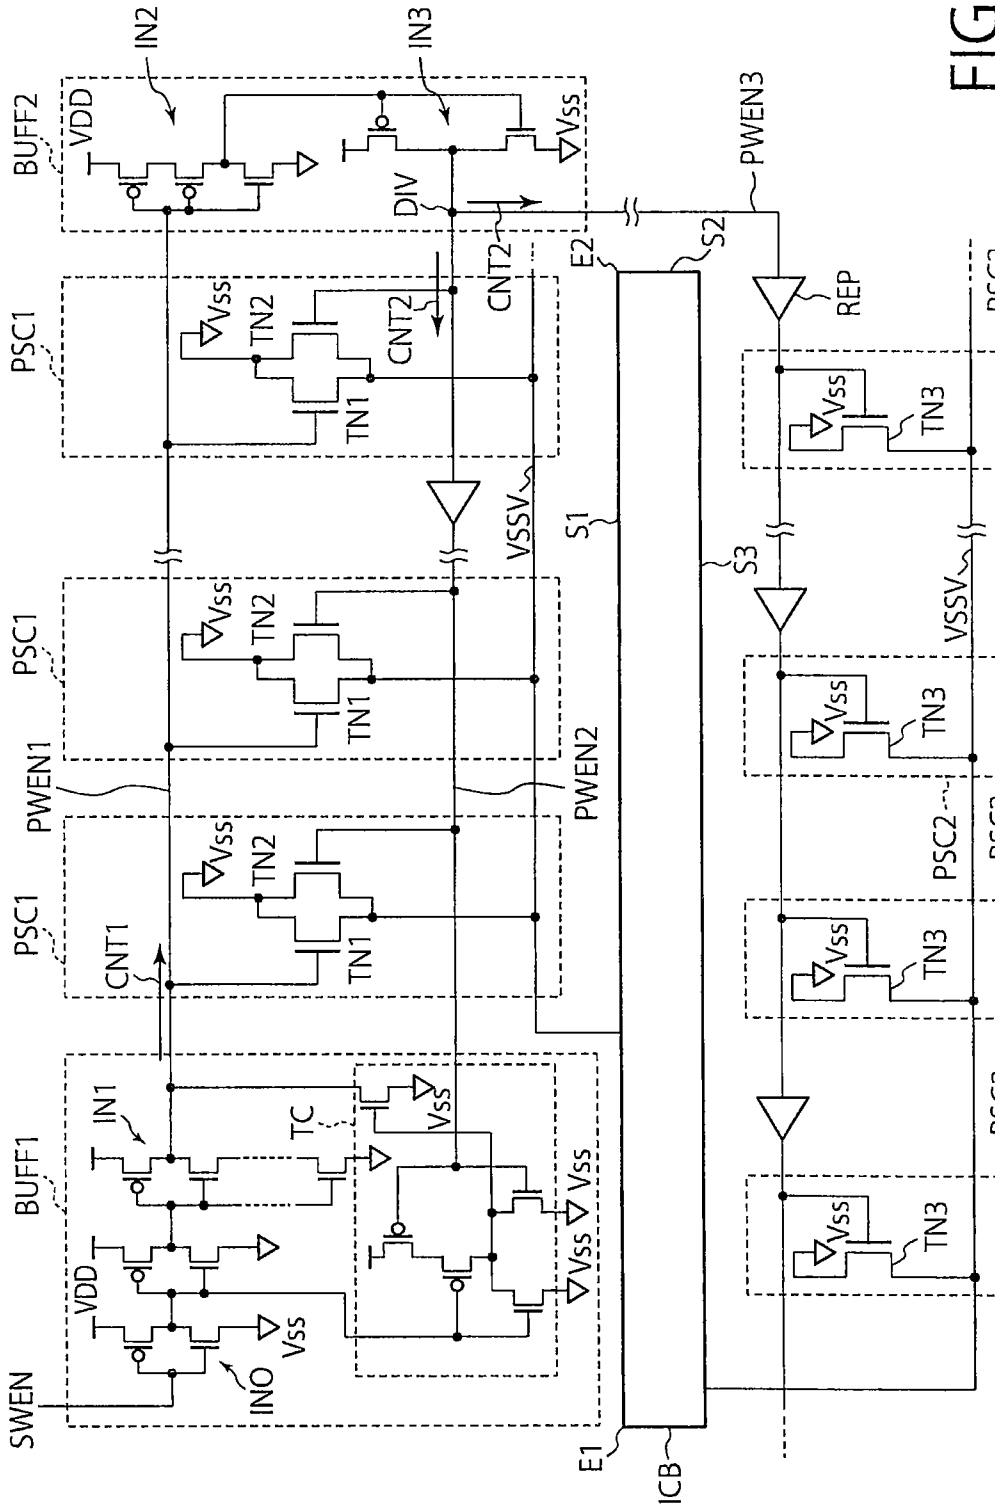 SWEN
BUFF1
PSC1
PSC1
PSC1
BUFF2
PWEN1
VDD
VDD
IN1
CNT1
IN2
Vss
Vss
Vss
INO
TN2
TN2
TN2
Vss
TC
TN1
TN1
TN1
CNT2
DIV
IN3
Vss
CNT2
VSSV
Vss
Vss
PWEN2
S1
Vss
E1
E2
ICB
S2
S3
PWEN3
Vss
Vss
Vss
Vss
REP
TN3
TN3
TN3
TN3
PSC2
VSSV
FIG